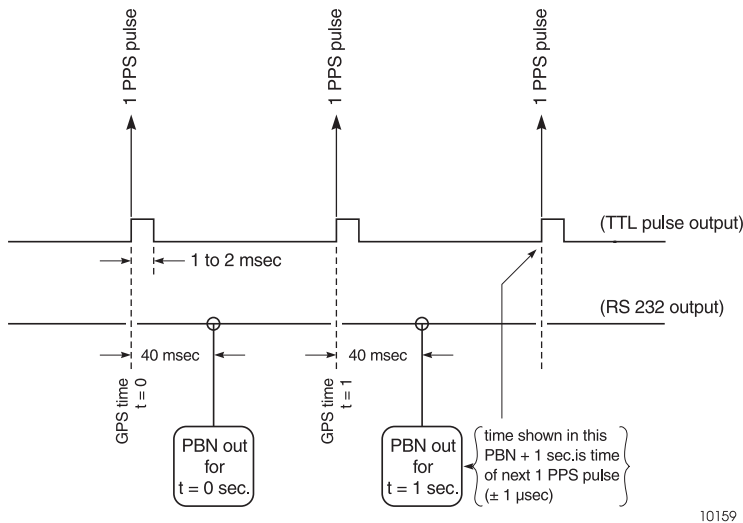 1 PPS pulse
1 PPS pulse
1 PPS pulse
(TTL pulse output)
1 to 2 msec
(RS 232 output)
40 msec
40 msec
GPS time
t = 0
GPS time
t = 1
PBN out
for
t = 0 sec.
PBN out
for
t = 1 sec.
time shown in this
PBN + 1 sec.is time
of next 1 PPS pulse
(± 1 µsec)
10159